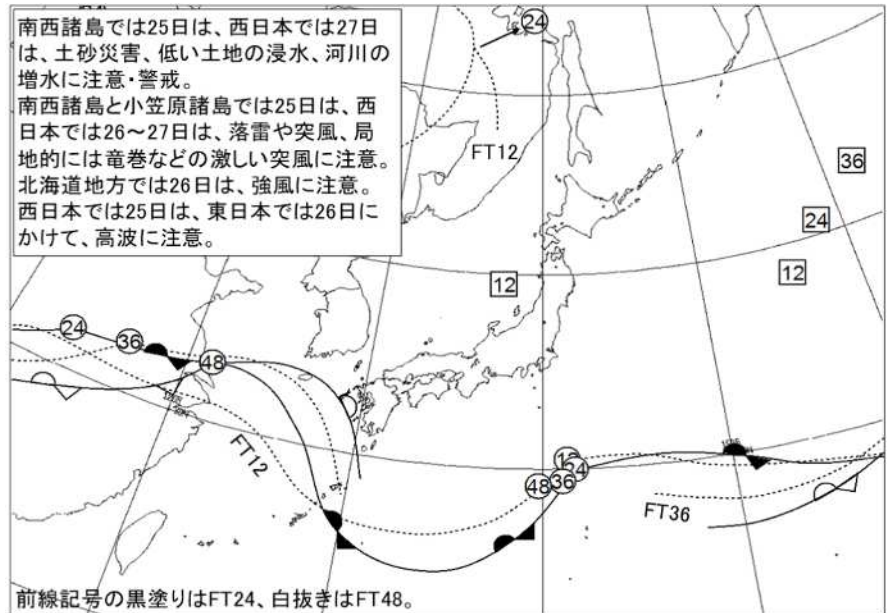 南西諸島では25日は、西日本では27日
は、土砂災害、低い土地の浸水、河川の
増水に注意・警戒。
南西諸島と小笠原諸島では25日は、西
日本では26～27日は、落雷や突風、局
地的には竜巻などの激しい突風に注意。
北海道地方では26日は、強風に注意。
西日本では25日は、東日本では26日に
かけて、高波に注意。
24
FT12
36
24
12
12
24
36
48
FT12
12
24
36
48
FT36
前線記号の黒塗りはFT24、白抜きはFT48。